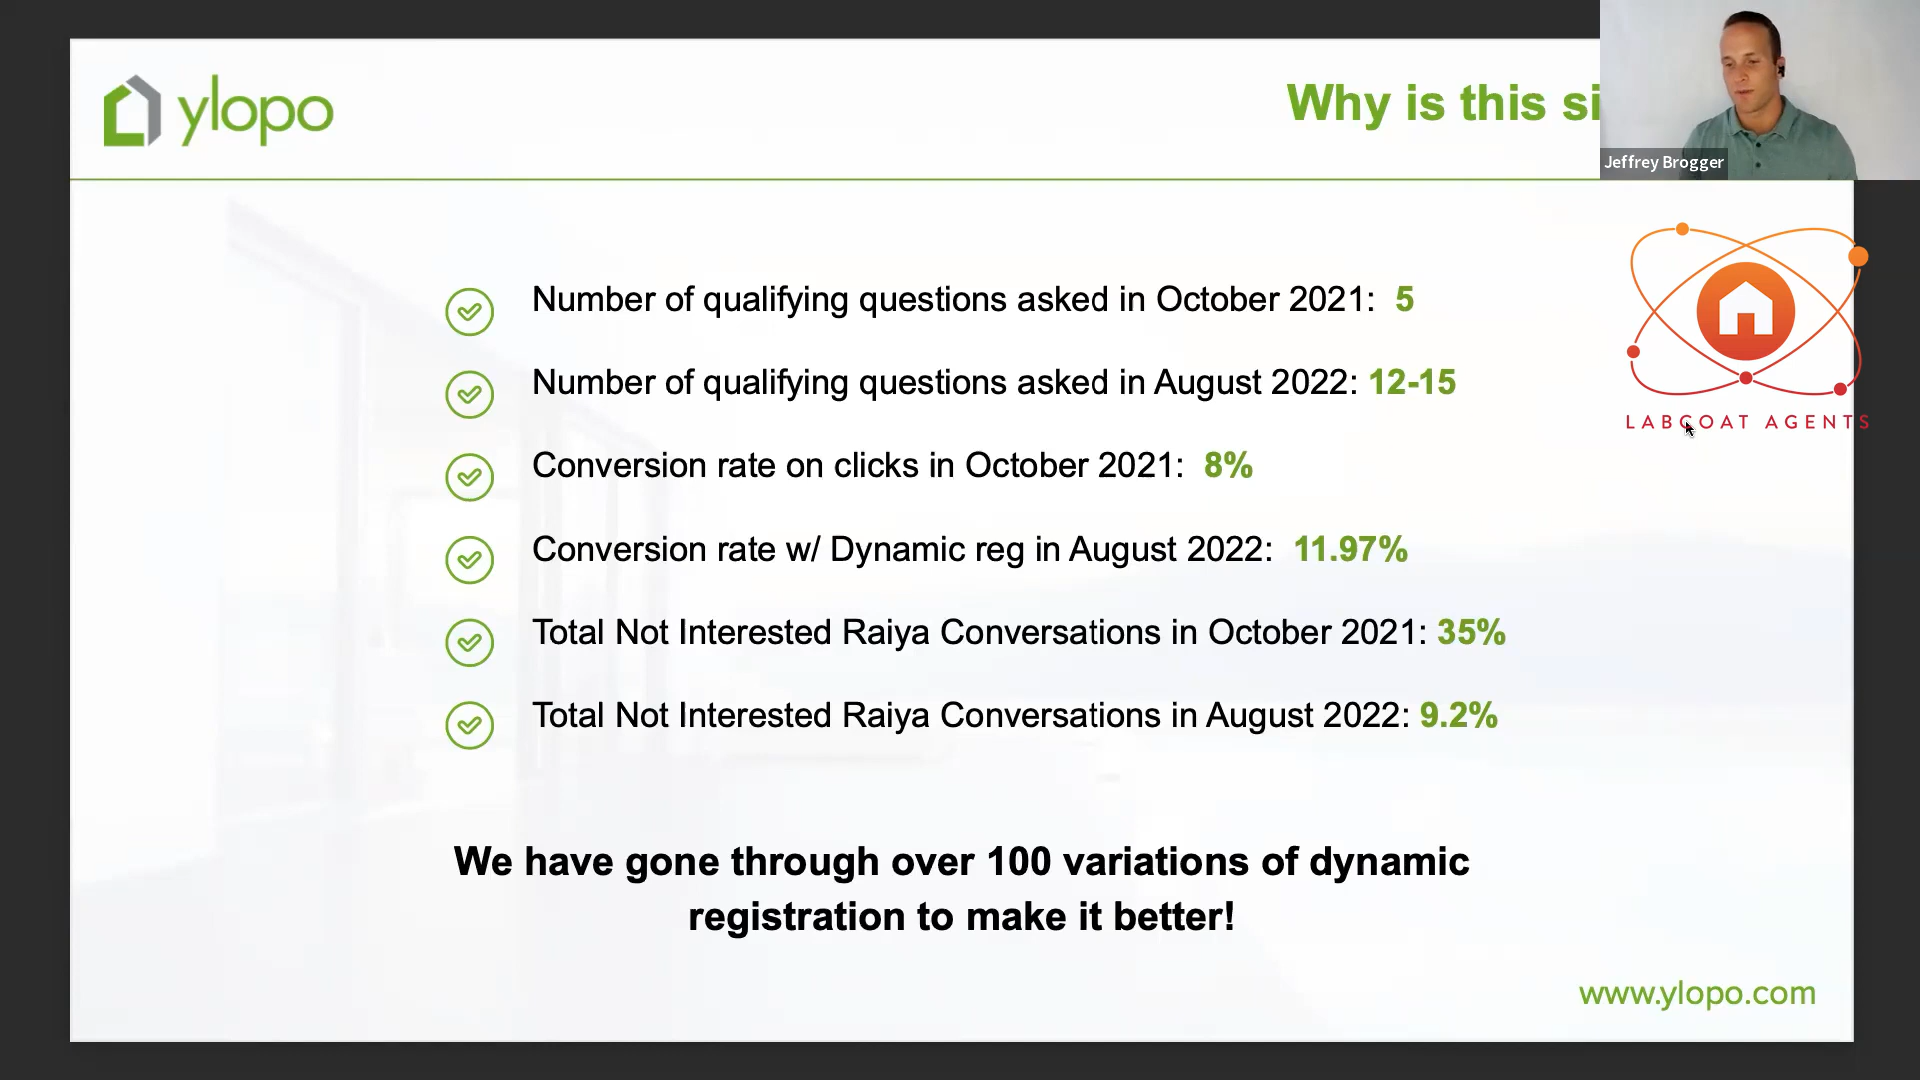 ylopo
Why is this si
Jeffrey Brogger
Number of qualifying questions asked in October 2021: 5
Number of qualifying questions asked in August 2022: 12-15
LABCOAT AGENTS
Conversion rate on clicks in October 2021: 8%
Conversion rate w/ Dynamic reg in August 2022: 11.97%
Total Not Interested Raiya Conversations in October 2021: 35%
Total Not Interested Raiya Conversations in August 2022: 9.2%
We have gone through over 100 variations of dynamic
registration to make it better!
www.ylopo.com